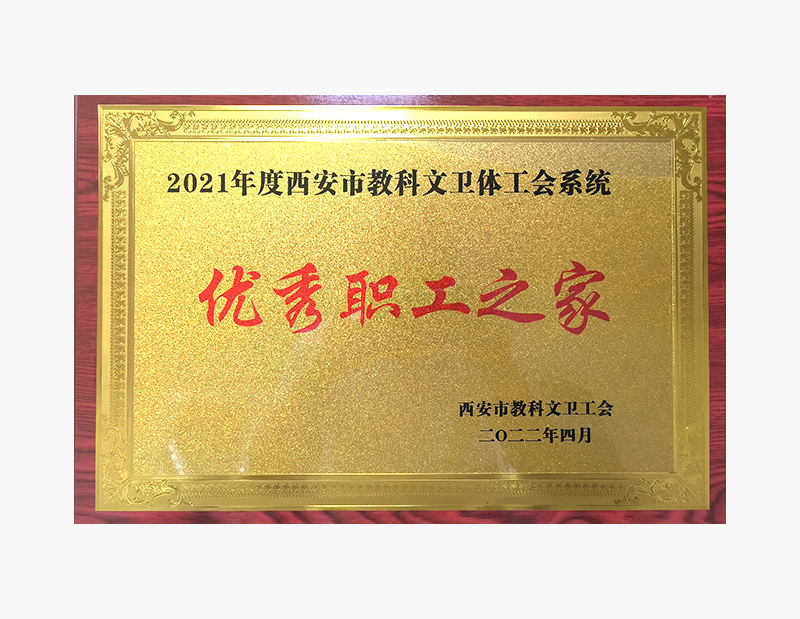 2021年度西安市教科文卫体工会系统
优秀职工之家
西安市教科文卫工会
二〇二二年四月